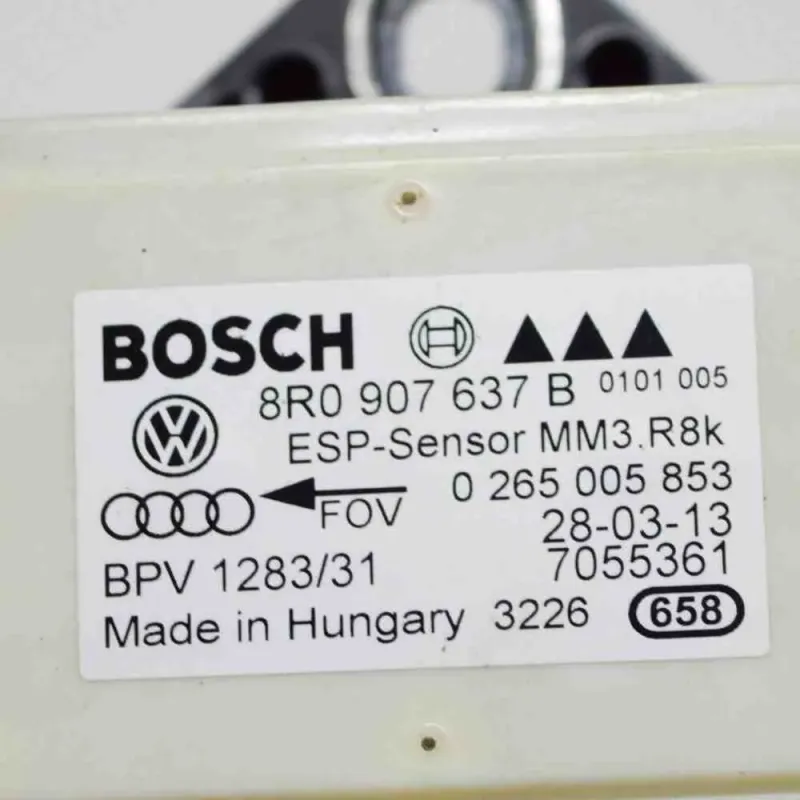 BOSCH
8R0 907 637 B 0101 005
ESP-Sensor MM3.R8k
FOV 0 265 005 853
28-03-13
BPV 1283/31 7055361
Made in Hungary 3226 658